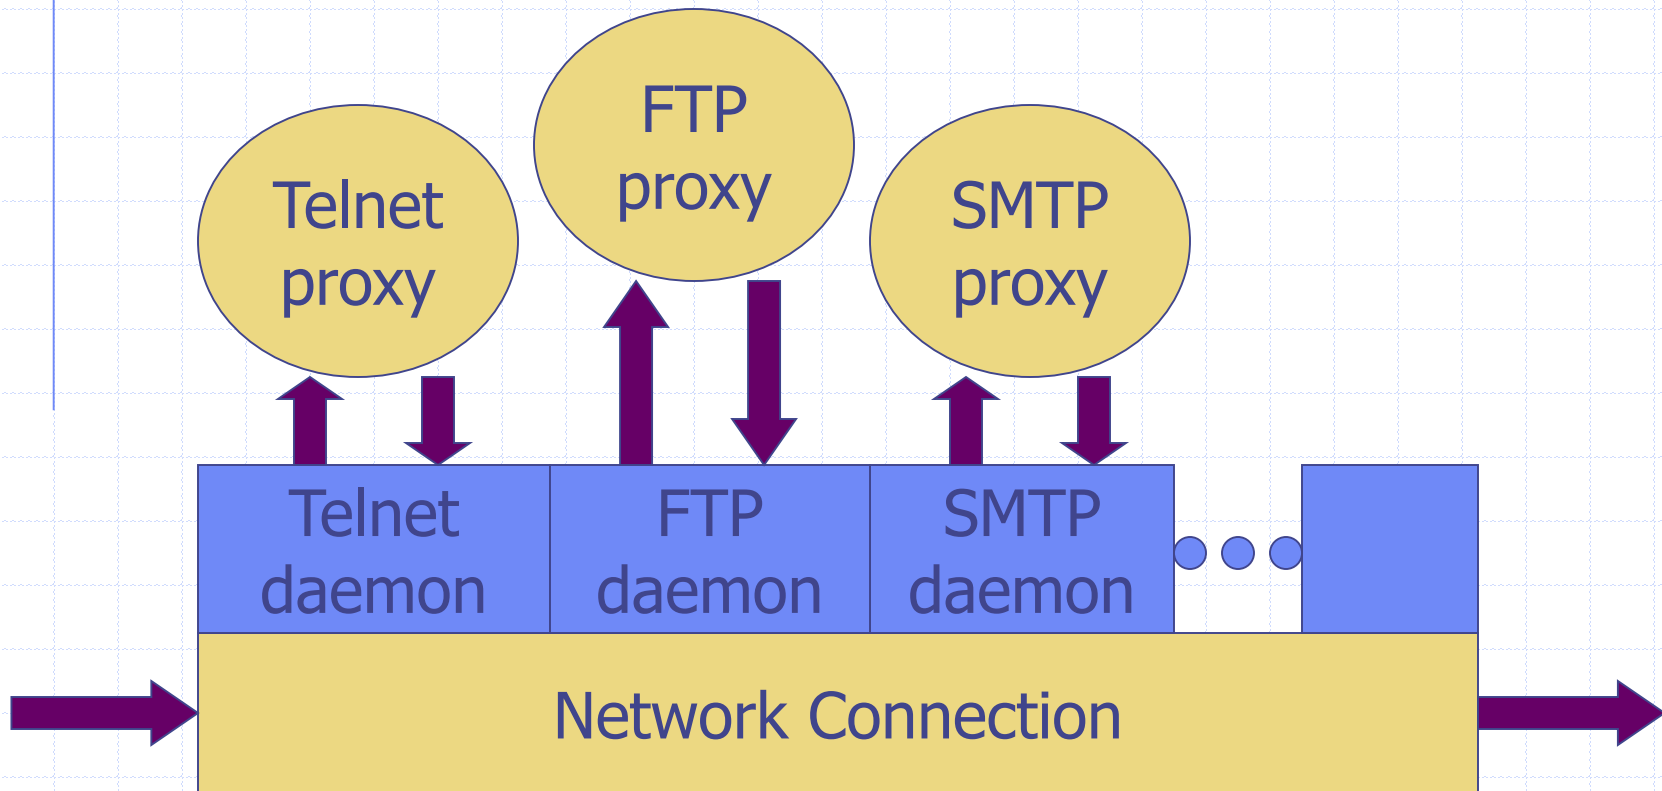 FTP
proxy
Telnet
proxy
SMTP
proxy
Telnet
daemon
FTP
daemon
SMTP
daemon
Network Connection